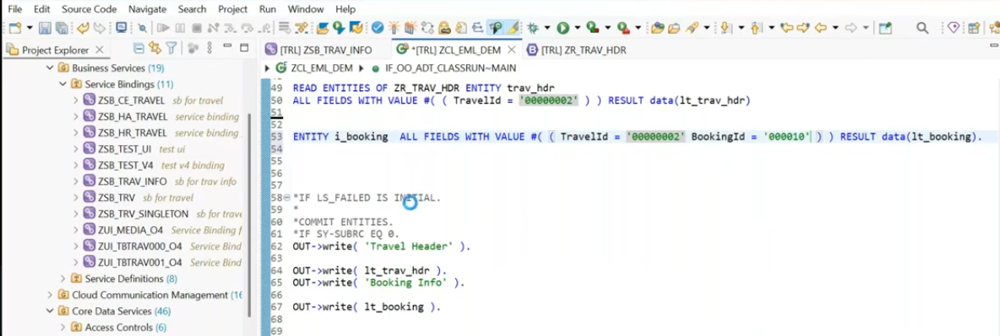 File Edit Source Code Navigate Search Project Run Window Help
Project Explorer
[TRL] ZSB_TRAV_INFO
*[TRL] ZCL_EML_DEM
[TRL] ZR_TRAV_HDR
ZCL_EML_DEM
IF_OO_ADT_CLASSRUN~MAIN
Business Services (19)
Service Bindings (11)
ZSB_CE_TRAVEL sb for travel
ZSB_HA_TRAVEL service binding
ZSB_HR_TRAVEL service binding
ZSB_TEST_UI test ui
ZSB_TEST_V4 test v4 binding
ZSB_TRAV_INFO sb for trav info
ZSB_TRV sb for travel
ZSB_TRV_SINGLETON sb for trave
ZUI_MEDIA_O4 Service Binding f
ZUI_TBTRAV000_O4 Service Bind
ZUI_TBTRAV001_O4 Service Bind
Service Definitions (8)
Cloud Communication Management (16
Core Data Services (46)
Access Controls (6)
49 READ ENTITIES OF ZR_TRAV_HDR ENTITY trav_hdr
50 ALL FIELDS WITH VALUE #( ( TravelId = '00000002' ) ) RESULT data(lt_trav_hdr)
51
52
53 ENTITY i_booking ALL FIELDS WITH VALUE #( ( TravelId = '00000002' BookingId = '000010' ) ) RESULT data(lt_booking).
54
55
56
57
58 *IF LS_FAILED IS INITIAL.
59 *
60 *COMMIT ENTITIES.
61 *IF SY-SUBRC EQ 0.
62 OUT->write( 'Travel Header' ).
63
64 OUT->write( lt_trav_hdr ).
65 OUT->write( 'Booking Info' ).
66
67 OUT->write( lt_booking ).
68
69